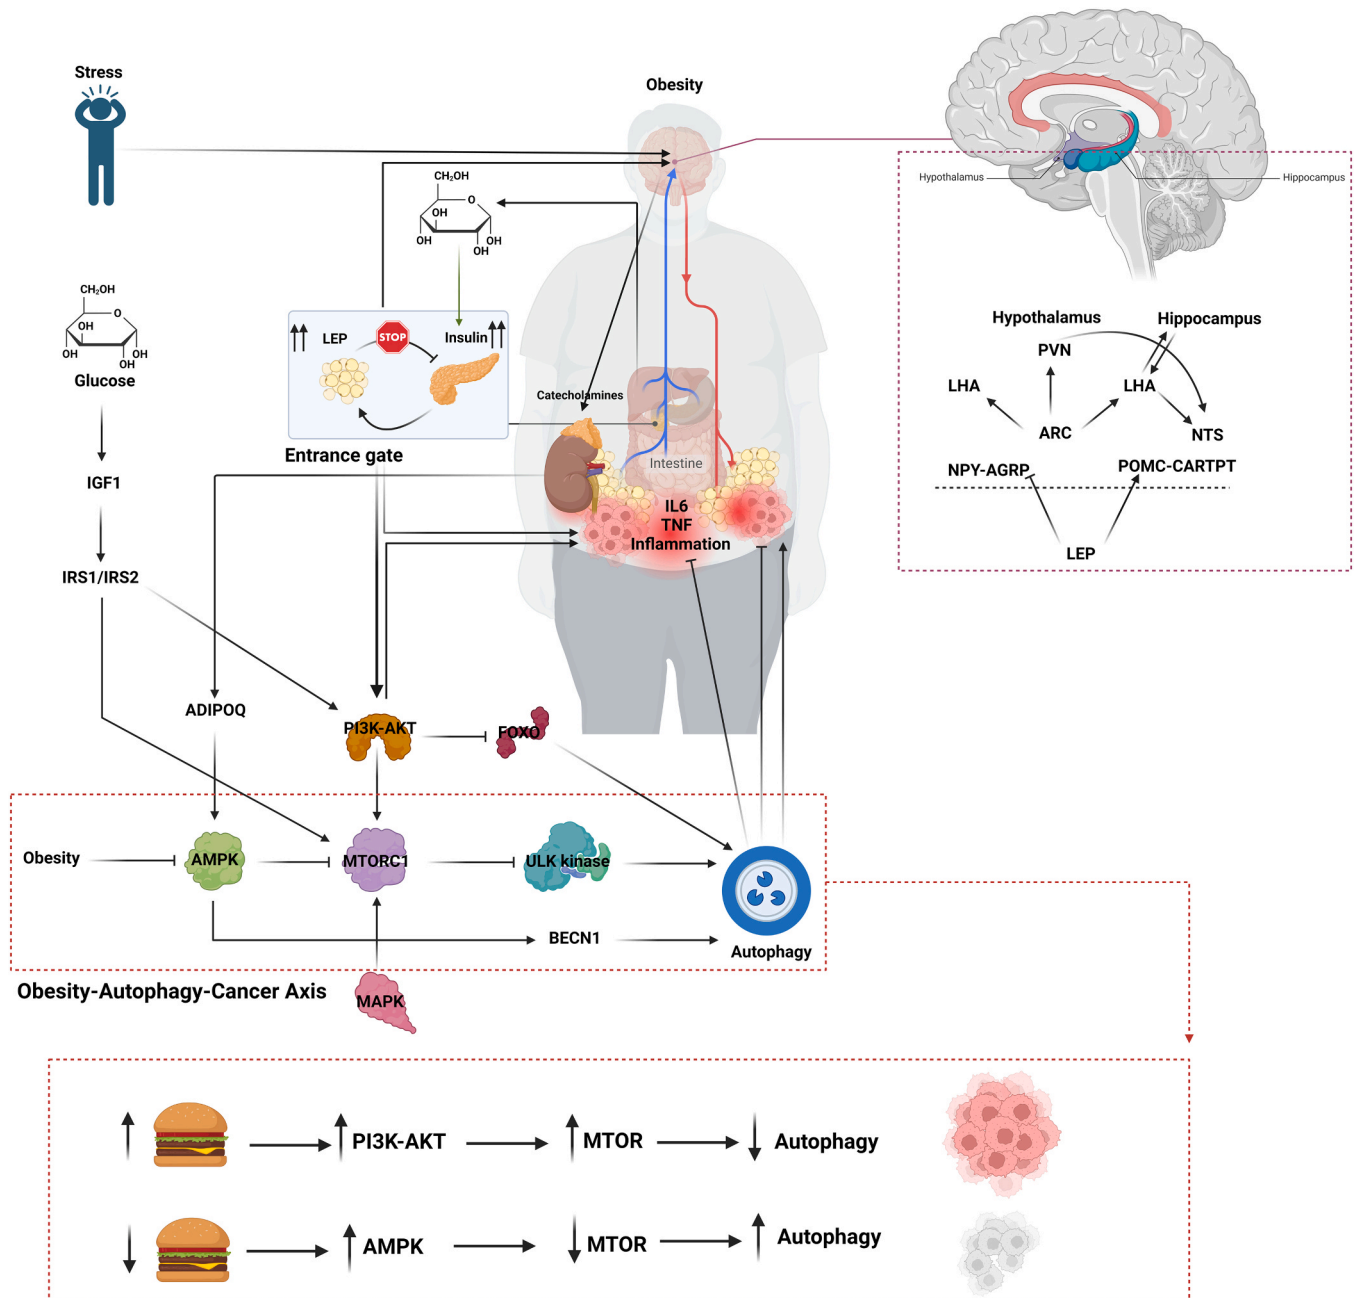 Stress
Obesity
Hypothalamus
Hippocampus
CH₂OH
O
OH
OH
OH
OH
CH₂OH
O
OH
OH
OH
OH
Glucose
LEP
STOP
Insulin
Catecholamines
Entrance gate
Intestine
IL6
TNF
Inflammation
Hypothalamus
Hippocampus
PVN
LHA
LHA
ARC
NTS
NPY-AGRP
POMC-CARTPT
LEP
IGF1
IRS1/IRS2
ADIPOQ
PI3K-AKT
FOXO
Obesity
AMPK
MTORC1
ULK kinase
BECN1
Autophagy
Obesity-Autophagy-Cancer Axis
MAPK
PI3K-AKT
MTOR
Autophagy
AMPK
MTOR
Autophagy